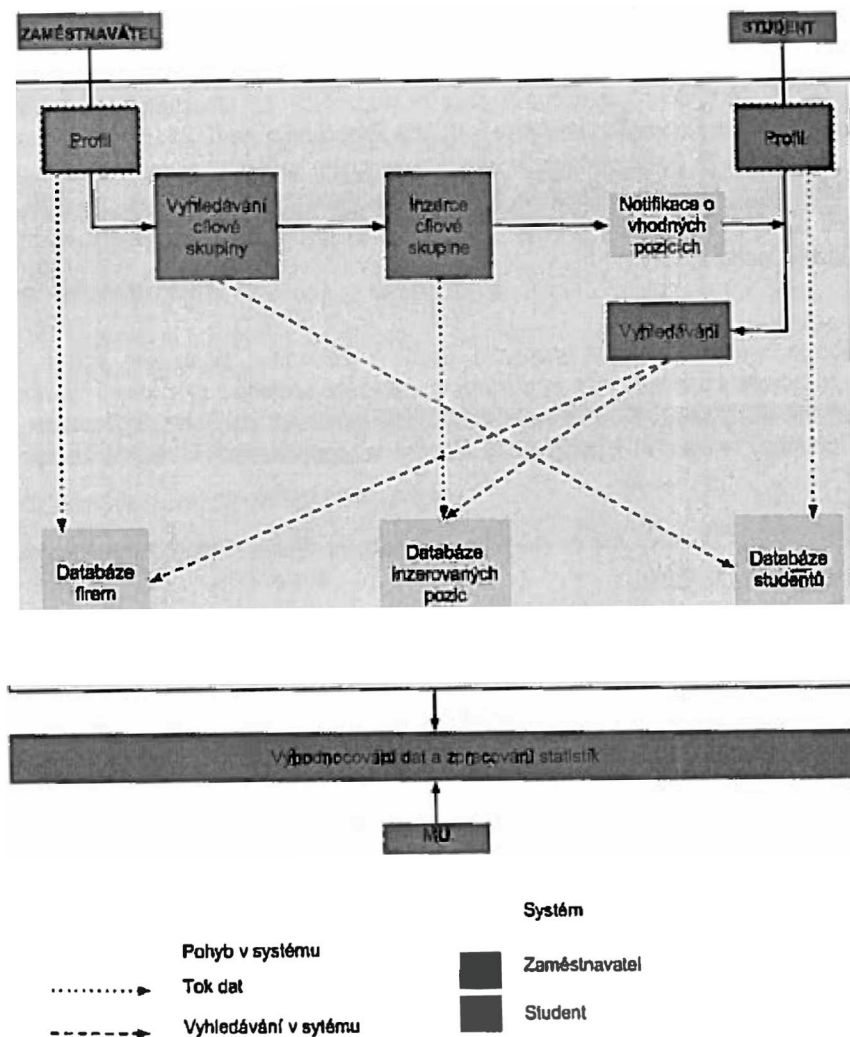 ZAMĚSTNAVATEL
STUDENT
Profil
Profil
Vyhledávání
cílové
skupiny
Inzerce
cílové
skupine
Notifikace o
vhodných
pozicích
Vyhledávání
Databáze
firem
Databáze
inzerovaných
pozic
Databáze
studentů
Vyhodnocování dat a zpracování statistik
MU
Systém
Pohyb v systému
Zaměstnavatel
Tok dat
Student
Vyhledávání v sytému